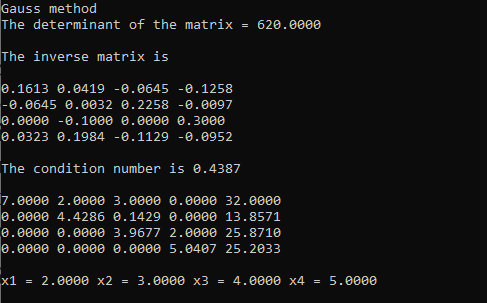 Gauss method
The determinant of the matrix = 620.0000
The inverse matrix is
0.1613 0.0419 -0.0645 -0.1258
-0.0645 0.0032 0.2258 -0.0097
0.0000 -0.1000 0.0000 0.3000
0.0323 0.1984 -0.1129 -0.0952
The condition number is 0.4387
7.0000 2.0000 3.0000 0.0000 32.0000
0.0000 4.4286 0.1429 0.0000 13.8571
0.0000 0.0000 3.9677 2.0000 25.8710
0.0000 0.0000 0.0000 5.0407 25.2033
x1 = 2.0000 x2 = 3.0000 x3 = 4.0000 x4 = 5.0000